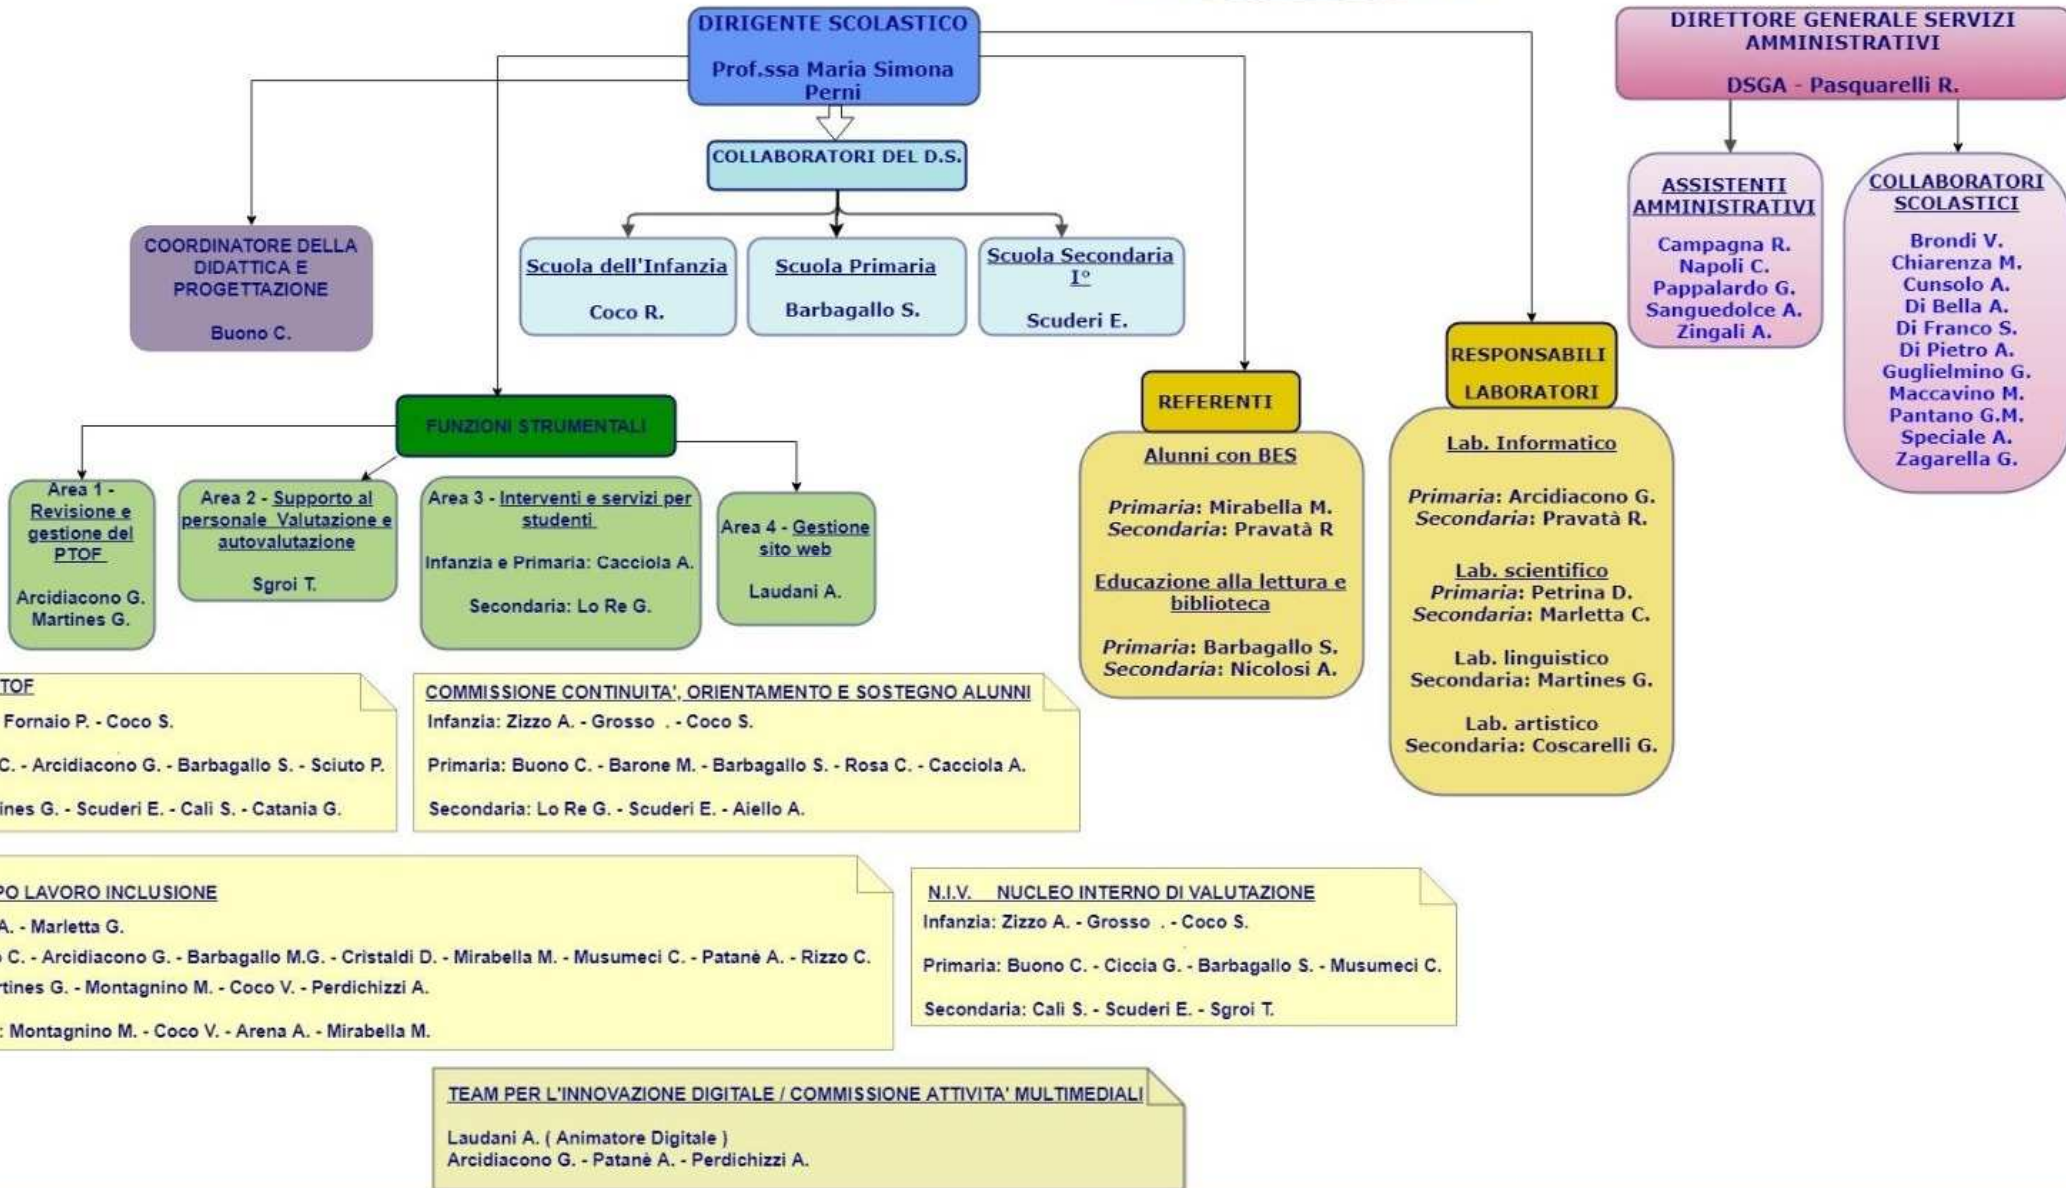 DIRIGENTE SCOLASTICO
Prof.ssa Maria Simona
Perni
DIRETTORE GENERALE SERVIZI
AMMINISTRATIVI
DSGA - Pasquarelli R.
COLLABORATORI DEL D.S.
COORDINATORE DELLA
DIDATTICA E
PROGETTAZIONE
Buono C.
Scuola dell'Infanzia
Coco R.
Scuola Primaria
Barbagallo S.
Scuola Secondaria
I°
Scuderi E.
ASSISTENTI
AMMINISTRATIVI
Campagna R.
Napoli C.
Pappalardo G.
Sanguedolce A.
Zingali A.
COLLABORATORI
SCOLASTICI
Brondi V.
Chiarenza M.
Cunsolo A.
Di Bella A.
Di Franco S.
Di Pietro A.
Guglielmino G.
Maccavino M.
Pantano G.M.
Speciale A.
Zagarella G.
FUNZIONI STRUMENTALI
Area 1 -
Revisione e
gestione del
PTOF
Arcidiacono G.
Martines G.
Area 2 - Supporto al
personale Valutazione e
autovalutazione
Sgroi T.
Area 3 - Interventi e servizi per
studenti
Infanzia e Primaria: Cacciola A.
Secondaria: Lo Re G.
Area 4 - Gestione
sito web
Laudani A.
REFERENTI
Alunni con BES
Primaria: Mirabella M.
Secondaria: Pravatà R
Educazione alla lettura e
biblioteca
Primaria: Barbagallo S.
Secondaria: Nicolosi A.
RESPONSABILI
LABORATORI
Lab. Informatico
Primaria: Arcidiacono G.
Secondaria: Pravatà R.
Lab. scientifico
Primaria: Petrina D.
Secondaria: Marletta C.
Lab. linguistico
Secondaria: Martines G.
Lab. artistico
Secondaria: Coscarelli G.
TOF
Fornaio P. - Coco S.
C. - Arcidiacono G. - Barbagallo S. - Sciuto P.
ines G. - Scuderi E. - Calì S. - Catania G.
COMMISSIONE CONTINUITA', ORIENTAMENTO E SOSTEGNO ALUNNI
Infanzia: Zizzo A. - Grosso . - Coco S.
Primaria: Buono C. - Barone M. - Barbagallo S. - Rosa C. - Cacciola A.
Secondaria: Lo Re G. - Scuderi E. - Aiello A.
PO LAVORO INCLUSIONE
A. - Marletta G.
C. - Arcidiacono G. - Barbagallo M.G. - Cristaldi D. - Mirabella M. - Musumeci C. - Patanè A. - Rizzo C.
tines G. - Montagnino M. - Coco V. - Perdichizzi A.
: Montagnino M. - Coco V. - Arena A. - Mirabella M.
N.I.V. NUCLEO INTERNO DI VALUTAZIONE
Infanzia: Zizzo A. - Grosso . - Coco S.
Primaria: Buono C. - Ciccia G. - Barbagallo S. - Musumeci C.
Secondaria: Calì S. - Scuderi E. - Sgroi T.
TEAM PER L'INNOVAZIONE DIGITALE / COMMISSIONE ATTIVITA' MULTIMEDIALI
Laudani A. ( Animatore Digitale )
Arcidiacono G. - Patanè A. - Perdichizzi A.